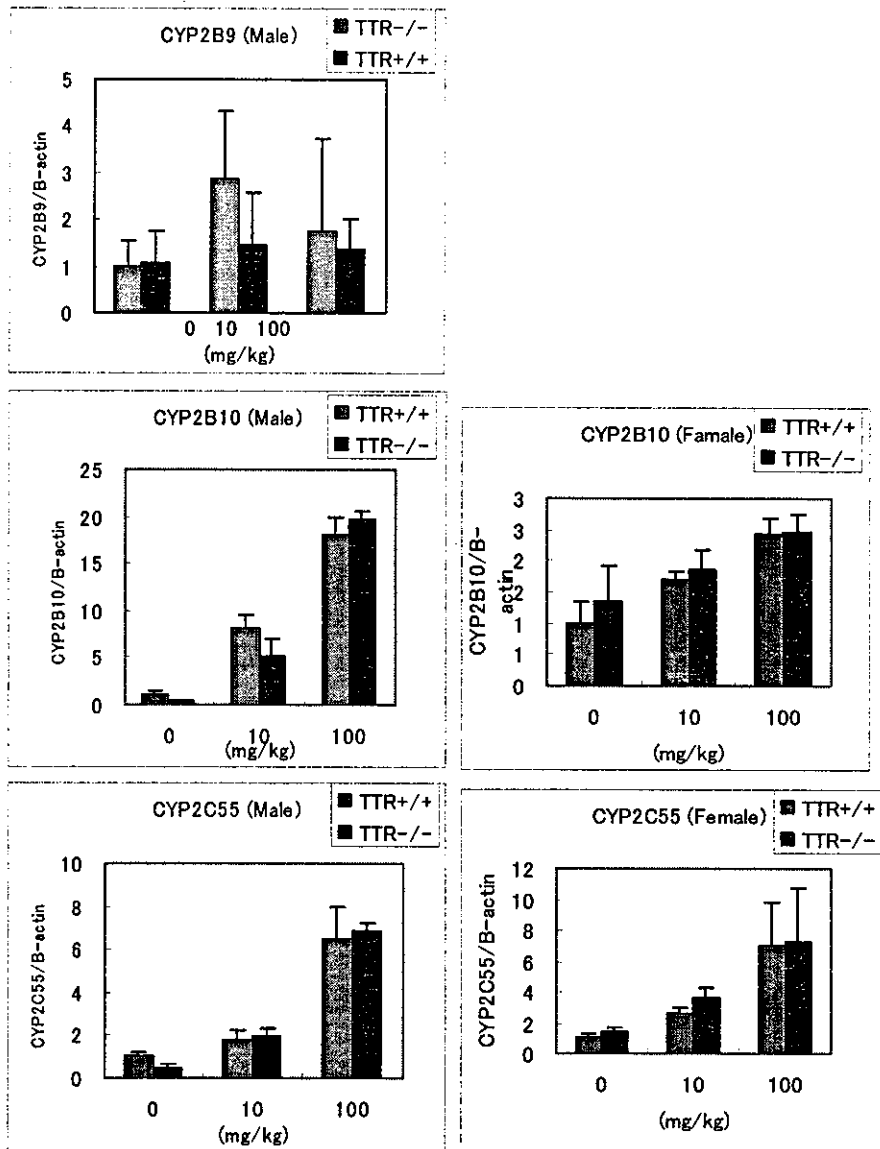 CYP2B9 (Male)
TTR-/-
TTR+/+
CYP2B9/B-actin
5
4
3
2
1
0
0 10 100
(mg/kg)
CYP2B10 (Male)
TTR+/+
TTR-/-
CYP2B10/B-actin
25
20
15
10
5
0
0 10 100
(mg/kg)
CYP2B10 (Famale)
TTR+/+
TTR-/-
CYP2B10/B-
actin
3
3
2
2
1
1
0
0 10 100
(mg/kg)
CYP2C55 (Male)
TTR+/+
TTR-/-
CYP2C55/B-actin
10
8
6
4
2
0
0 10 100
(mg/kg)
CYP2C55 (Female)
TTR+/+
TTR-/-
CYP2C55/B-actin
12
10
8
6
4
2
0
0 10 100
(mg/kg)